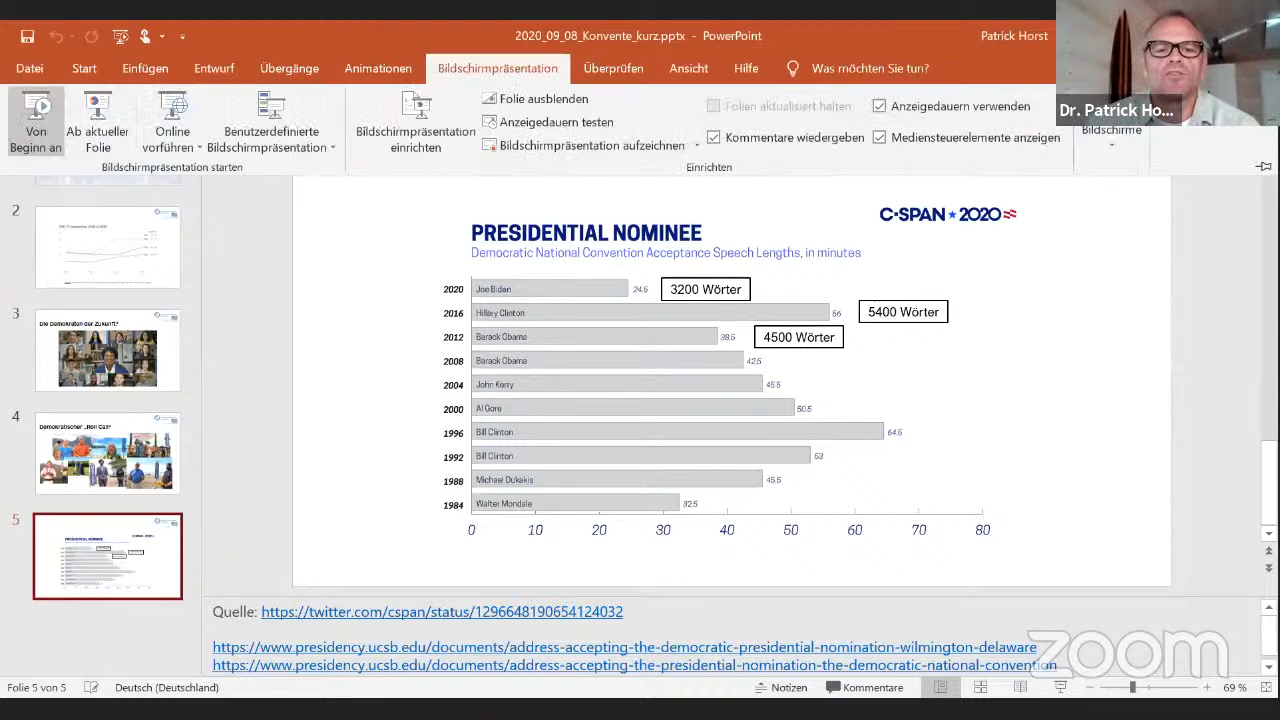 2020_09_08_Konvente_kurz.pptx - PowerPoint
Patrick Horst
Datei Start Einfügen Entwurf Übergänge Animationen Bildschirmpräsentation Überprüfen Ansicht Hilfe Was möchten Sie tun?
Dr. Patrick Ho...
Von Beginn an
Ab aktueller Folie
Online vorführen
Benutzerdefinierte Bildschirmpräsentation
Bildschirmpräsentation starten
Bildschirmpräsentation einrichten
Folie ausblenden
Anzeigedauern testen
Bildschirmpräsentation aufzeichnen
Folien aktualisiert halten
Kommentare wiedergeben
Anzeigedauern verwenden
Mediensteuerelemente anzeigen
Einrichten
Bildschirme
2
3
Die Demokraten der Zukunft?
4
Demokratischer „Roll Call“
5
PRESIDENTIAL NOMINEE
C-SPAN 2020
PRESIDENTIAL NOMINEE
Democratic National Convention Acceptance Speech Lengths, in minutes
2020 Joe Biden 24.5 3200 Wörter
2016 Hillary Clinton 56 5400 Wörter
2012 Barack Obama 38.5 4500 Wörter
2008 Barack Obama 42.5
2004 John Kerry 45.5
2000 Al Gore 50.5
1996 Bill Clinton 64.5
1992 Bill Clinton 53
1988 Michael Dukakis 45.5
1984 Walter Mondale 32.5
0 10 20 30 40 50 60 70 80
Quelle: https://twitter.com/cspan/status/1296648190654124032
https://www.presidency.ucsb.edu/documents/address-accepting-the-democratic-presidential-nomination-wilmington-delaware
https://www.presidency.ucsb.edu/documents/address-accepting-the-presidential-nomination-the-democratic-national-convention
zoom
Folie 5 von 5 Deutsch (Deutschland) Notizen Kommentare 69 %